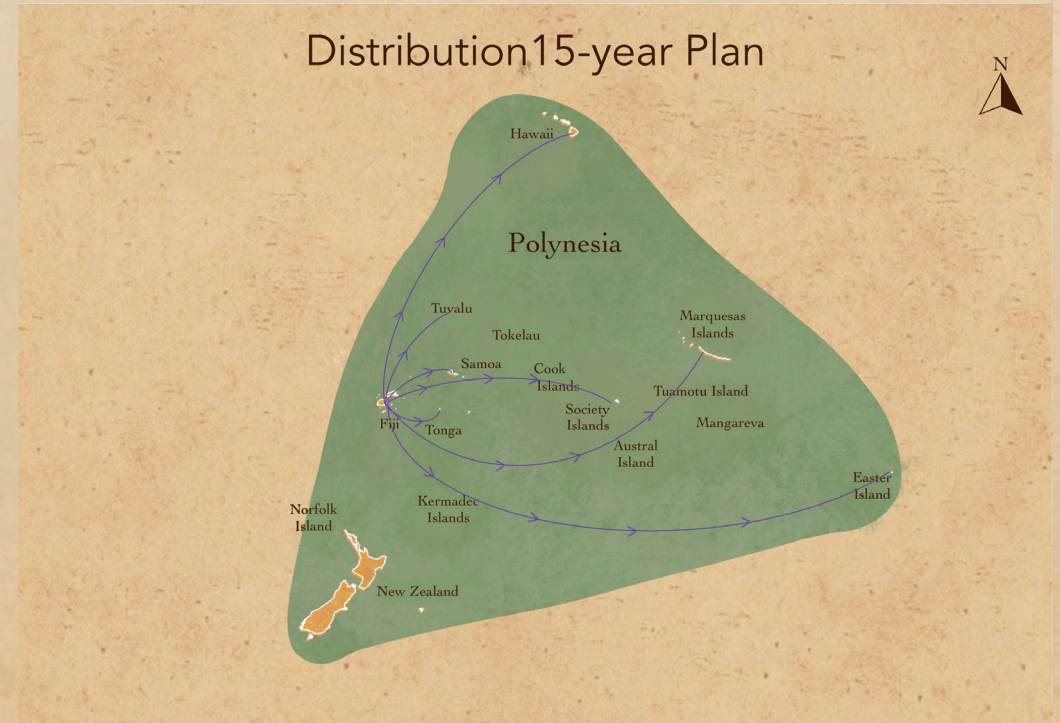 Distribution15-year Plan
N
Hawaii
Polynesia
Tuvalu
Tokelau
Marquesas
Islands
Samoa
Cook
Islands
Tuamotu Island
Society
Islands
Mangareva
Fiji
Tonga
Austral
Island
Easter
Island
Kermadec
Islands
Norfolk
Island
New Zealand